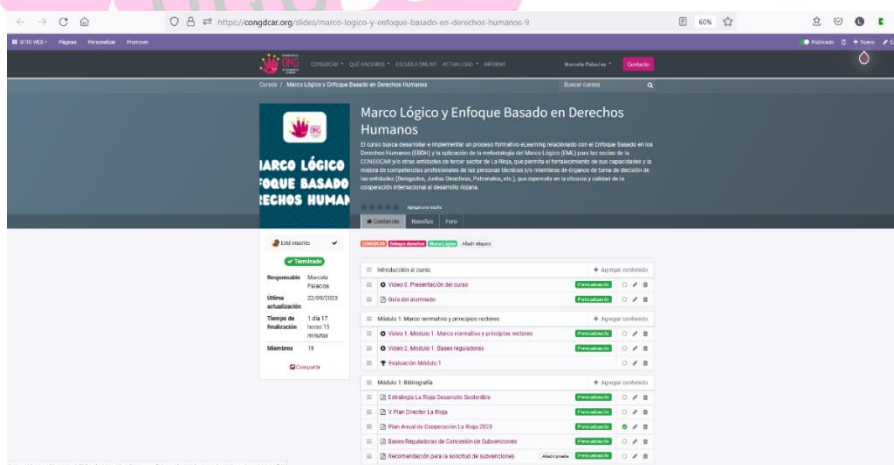 https://congdcar.org/slides/marco-logico-y-enfoque-basado-en-derechos-humanos-9
60%
SITIO WEB Páginas Personalizar Promover
Publicado + Nuevo
CONGDCAR QUÉ HACEMOS ESCUELA ONLINE ACTUALIDAD INFORME Marcela Palacios Contacto
Cursos / Marco Lógico y Enfoque Basado en Derechos Humanos Buscar cursos
Marco Lógico y Enfoque Basado en Derechos Humanos
El curso busca desarrollar e implementar un proceso formativo eLearning relacionado con el Enfoque Basado en los
Derechos Humanos (EBDH) y la aplicación de la metodología del Marco Lógico (EML) para las socias de la
CONGDCAR y/o otras entidades de tercer sector de La Rioja, que permita el fortalecimiento de sus capacidades y la
mejora de competencias profesionales de las personas técnicas y/o miembros de órganos de toma de decisión de
las entidades (Delegados, Juntas Directivas, Patronatos, etc.), que repercuta en la eficacia y calidad de la
cooperación internacional al desarrollo riojana.
IARCO LÓGICO
FOQUE BASADO
RECHOS HUMAN
Contenido Reseñas Foro
Está inscrito
Terminado
Responsable Marcela Palacios
Última actualización 22/09/2023
Tiempo de finalización 1 día 17 horas 15 minutos
Miembros 19
Compartir
CONGDCAR Enfoque derechos Marco Lógico Añadir etiqueta
Introducción al curso + Agregar contenido
Video 0. Presentación del curso Previsualización
Guía del alumnado Previsualización
Módulo 1: Marco normativo y principios rectores + Agregar contenido
Video 1. Módulo 1. Marco normativo y principios rectores Previsualización
Video 2. Módulo 1. Bases reguladoras Previsualización
Evaluación Módulo 1
Módulo 1: Bibliografía + Agregar contenido
Estrategia La Rioja Desarrollo Sostenible Previsualización
V Plan Director La Rioja Previsualización
Plan Anual de Cooperación La Rioja 2023 Previsualización
Bases Reguladoras de Concesión de Subvenciones Previsualización
Recomendación para la solicitud de subvenciones Añadir prueba Previsualización